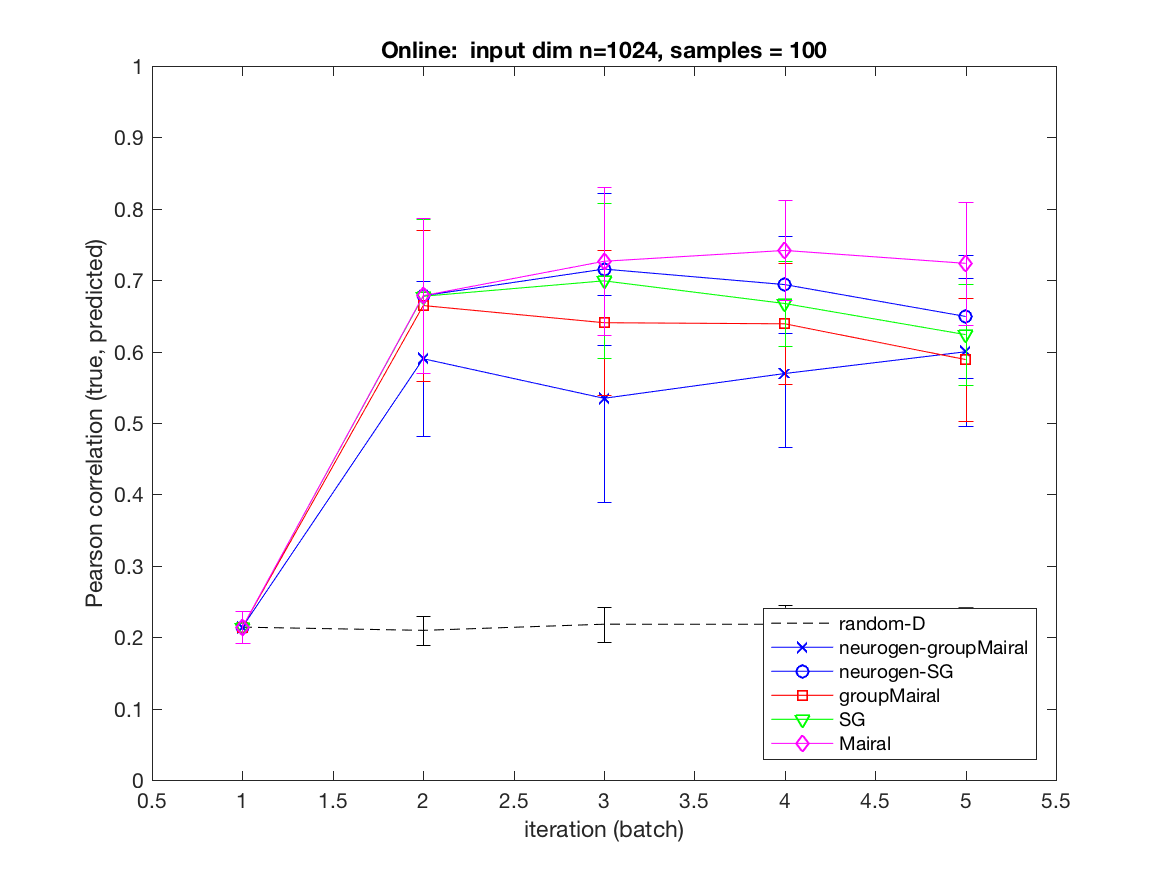 Online:  input dim n=1024, samples = 100
1
0.9
0.8
0.7
0.6
0.5
0.4
0.3
0.2
0.1
0
Pearson correlation (true, predicted)
random-D
neurogen-groupMairal
neurogen-SG
groupMairal
SG
Mairal
0.5 1 1.5 2 2.5 3 3.5 4 4.5 5 5.5
iteration (batch)